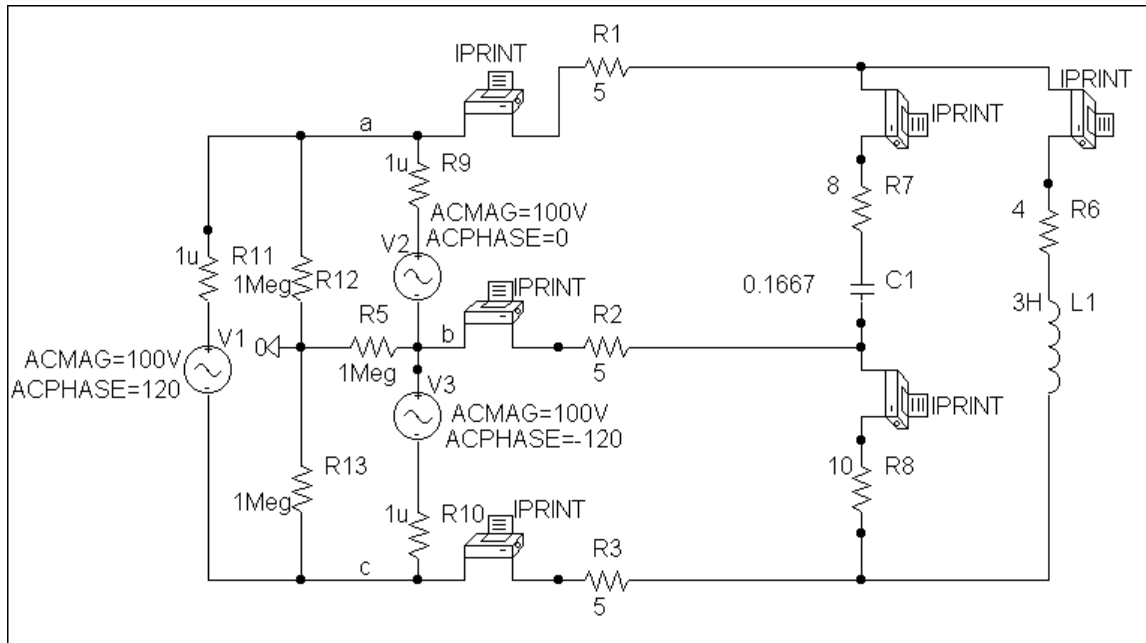 R1
IPRINT
5
IPRINT
IPRINT
a
1u
R9
8
R7
4
R6
ACMAG=100V
ACPHASE=0
V2
1u
R11
1Meg
R12
IPRINT
0.1667
C1
3H
L1
R5
b
R2
0
V1
1Meg
5
ACMAG=100V
ACPHASE=120
V3
ACMAG=100V
ACPHASE=-120
IPRINT
R13
1Meg
10
R8
1u
R10
IPRINT
R3
c
5